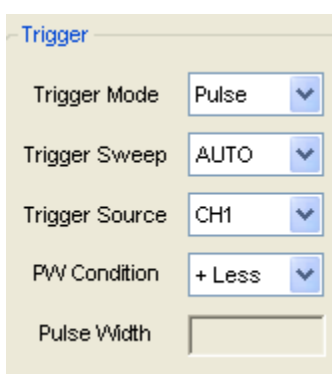 Trigger
Trigger Mode Pulse
Trigger Sweep AUTO
Trigger Source CH1
PW Condition + Less
Pulse Width